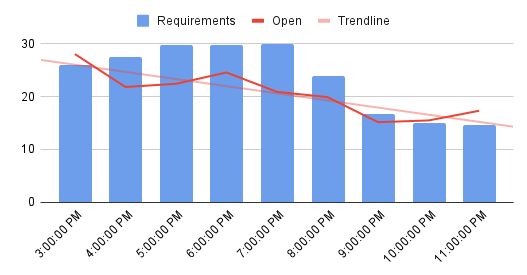 Requirements Open Trendline
30
20
10
0
3:00:00 PM
4:00:00 PM
5:00:00 PM
6:00:00 PM
7:00:00 PM
8:00:00 PM
9:00:00 PM
10:00:00 PM
11:00:00 PM